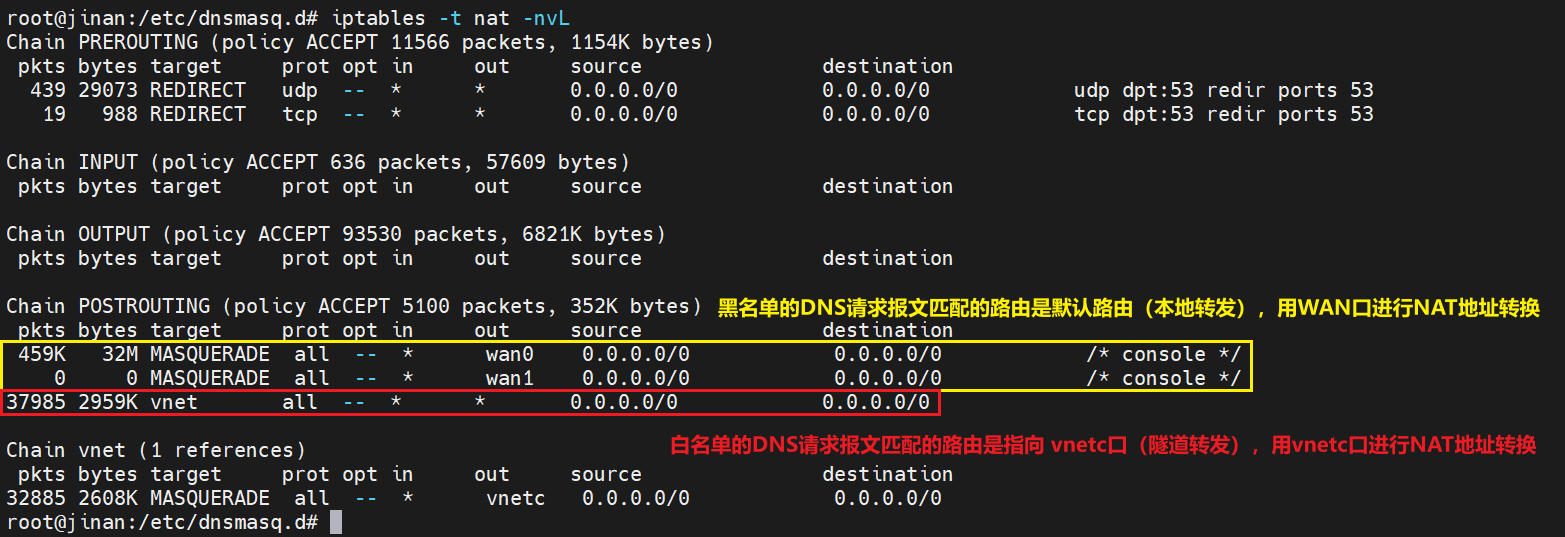 root@jinan:/etc/dnsmasq.d# iptables -t nat -nvL
Chain PREROUTING (policy ACCEPT 11566 packets, 1154K bytes)
pkts bytes target prot opt in out source destination
439 29073 REDIRECT udp -- * * 0.0.0.0/0 0.0.0.0/0 udp dpt:53 redir ports 53
19 988 REDIRECT tcp -- * * 0.0.0.0/0 0.0.0.0/0 tcp dpt:53 redir ports 53
Chain INPUT (policy ACCEPT 636 packets, 57609 bytes)
pkts bytes target prot opt in out source destination
Chain OUTPUT (policy ACCEPT 93530 packets, 6821K bytes)
pkts bytes target prot opt in out source destination
Chain POSTROUTING (policy ACCEPT 5100 packets, 352K bytes) 黑名单的DNS请求报文匹配的路由是默认路由（本地转发），用WAN口进行NAT地址转换
pkts bytes target prot opt in out source destination
459K 32M MASQUERADE all -- * wan0 0.0.0.0/0 0.0.0.0/0 /* console */
0 0 MASQUERADE all -- * wan1 0.0.0.0/0 0.0.0.0/0 /* console */
37985 2959K vnet all -- * * 0.0.0.0/0 0.0.0.0/0
Chain vnet (1 references) 白名单的DNS请求报文匹配的路由是指向 vnetc口（隧道转发），用vnetc口进行NAT地址转换
pkts bytes target prot opt in out source destination
32885 2608K MASQUERADE all -- * vnetc 0.0.0.0/0 0.0.0.0/0
root@jinan:/etc/dnsmasq.d#